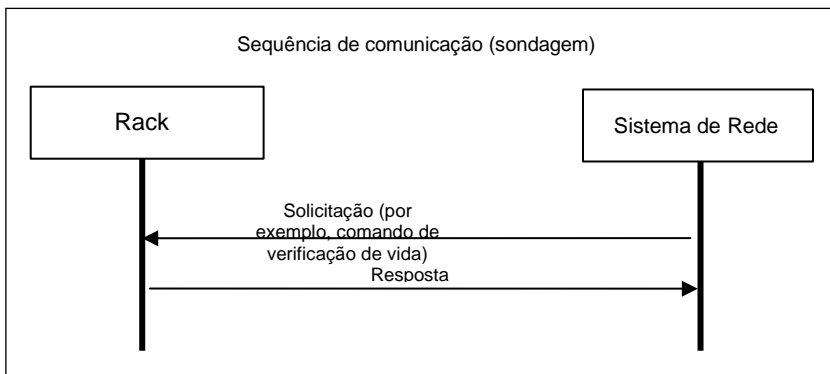 Sequência de comunicação (sondagem)
Rack
Sistema de Rede
Solicitação (por
exemplo, comando de
verificação de vida)
Resposta